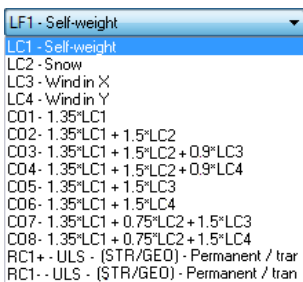 LF1 - Self-weight
LC1 - Self-weight
LC2 - Snow
LC3 - Wind in X
LC4 - Wind in Y
CO1- 1.35*LC1
CO2- 1.35*LC1 + 1.5*LC2
CO3- 1.35*LC1 + 1.5*LC2 + 0.9*LC3
CO4- 1.35*LC1 + 1.5*LC2 + 0.9*LC4
CO5- 1.35*LC1 + 1.5*LC3
CO6- 1.35*LC1 + 1.5*LC4
CO7- 1.35*LC1 + 0.75*LC2 + 1.5*LC3
CO8- 1.35*LC1 + 0.75*LC2 + 1.5*LC4
RC1+ - ULS - (STR/GEO) - Permanent / trar
RC1- - ULS - (STR/GEO) - Permanent / tran